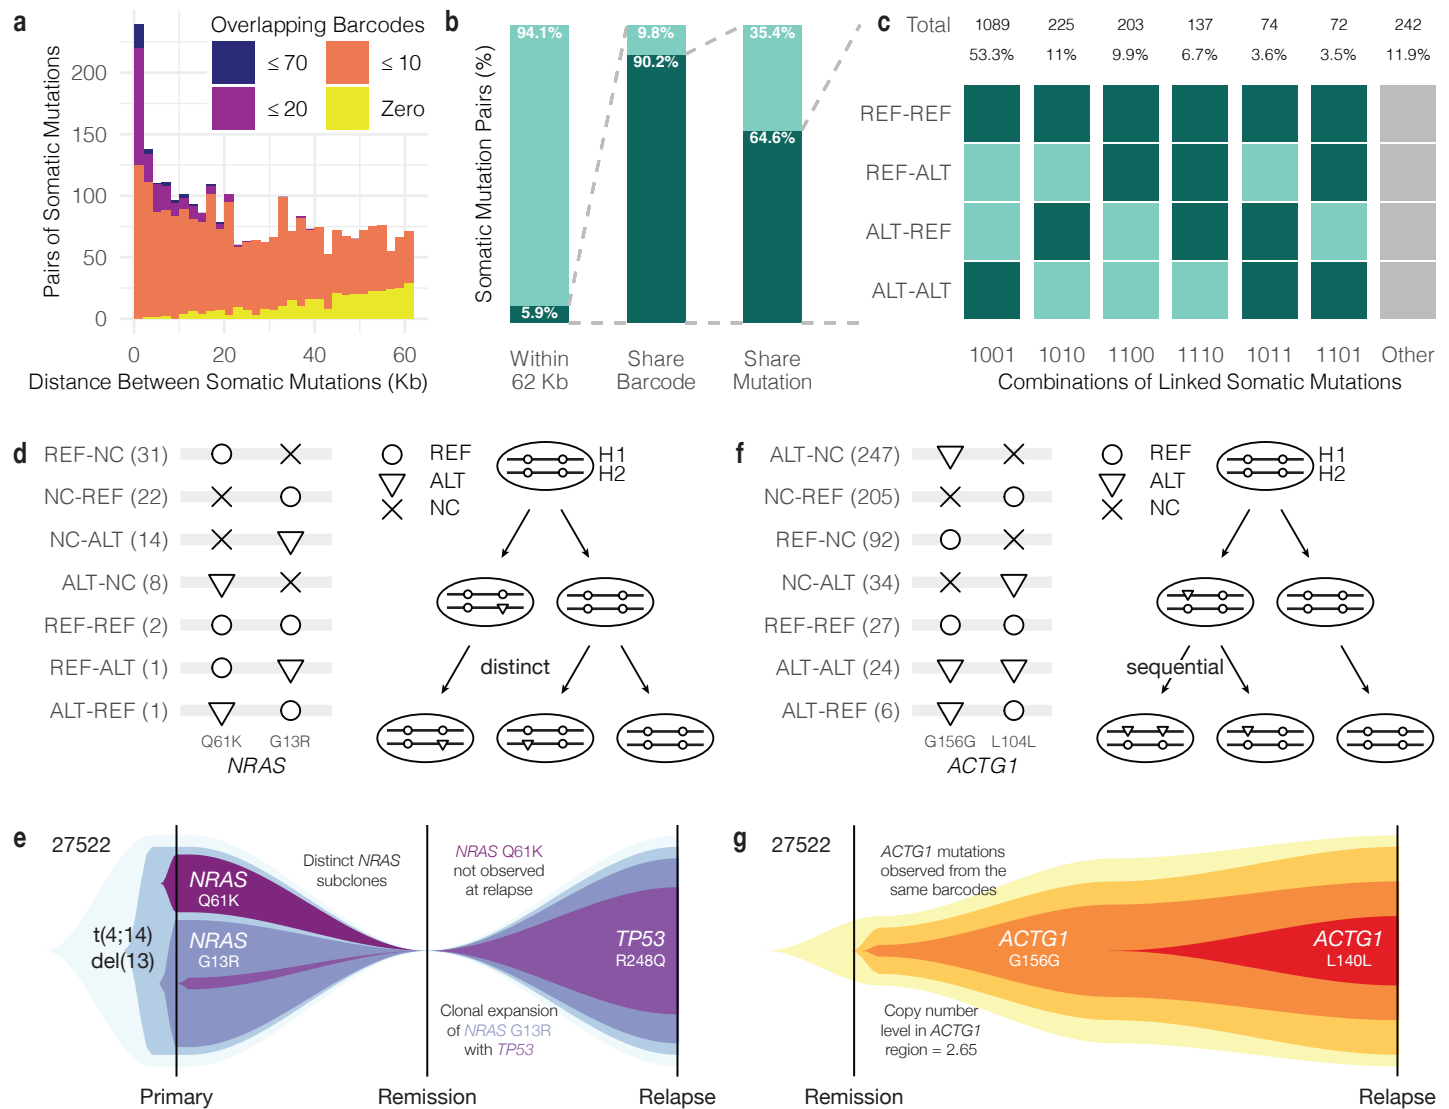 a
Overlapping Barcodes
≤ 70
≤ 10
≤ 20
Zero
Pairs of Somatic Mutations
200
150
100
50
0
0 20 40 60
Distance Between Somatic Mutations (Kb)
b
Somatic Mutation Pairs (%)
94.1% 9.8% 35.4%
90.2%
64.6%
5.9%
Within 62 Kb
Share Barcode
Share Mutation
c
Total 1089 225 203 137 74 72 242
53.3% 11% 9.9% 6.7% 3.6% 3.5% 11.9%
REF-REF
REF-ALT
ALT-REF
ALT-ALT
1001 1010 1100 1110 1011 1101 Other
Combinations of Linked Somatic Mutations
d
REF-NC (31)
NC-REF (22)
NC-ALT (14)
ALT-NC (8)
REF-REF (2)
REF-ALT (1)
ALT-REF (1)
Q61K G13R
NRAS
REF
ALT
NC
H1
H2
distinct
f
ALT-NC (247)
NC-REF (205)
REF-NC (92)
NC-ALT (34)
REF-REF (27)
ALT-ALT (24)
ALT-REF (6)
G156G L104L
ACTG1
REF
ALT
NC
H1
H2
sequential
e
27522
t(4;14)
del(13)
NRAS
Q61K
NRAS
G13R
Distinct NRAS
subclones
NRAS Q61K
not observed
at relapse
TP53
R248Q
Clonal expansion
of NRAS G13R
with TP53
Primary Remission Relapse
g
27522
ACTG1 mutations
observed from the
same barcodes
ACTG1
G156G
ACTG1
L140L
Copy number
level in ACTG1
region = 2.65
Remission Relapse